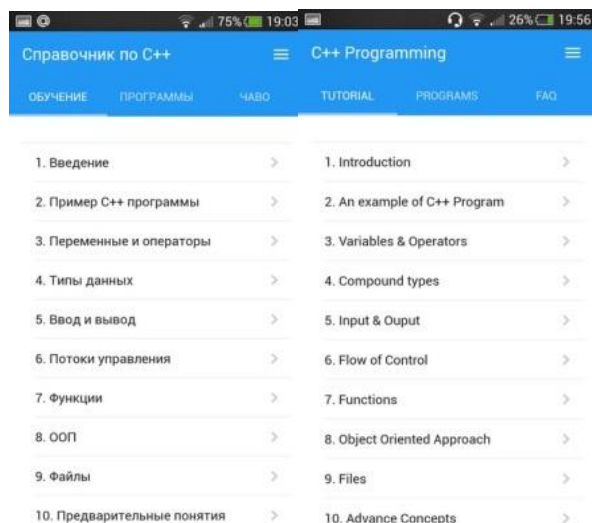 75% 19:03
Справочник по C++
ОБУЧЕНИЕ ПРОГРАММЫ ЧАВО
1. Введение
2. Пример C++ программы
3. Переменные и операторы
4. Типы данных
5. Ввод и вывод
6. Потоки управления
7. Функции
8. ООП
9. Файлы
10. Предварительные понятия
26% 19:56
C++ Programming
TUTORIAL PROGRAMS FAQ
1. Introduction
2. An example of C++ Program
3. Variables & Operators
4. Compound types
5. Input & Ouput
6. Flow of Control
7. Functions
8. Object Oriented Approach
9. Files
10. Advance Concepts